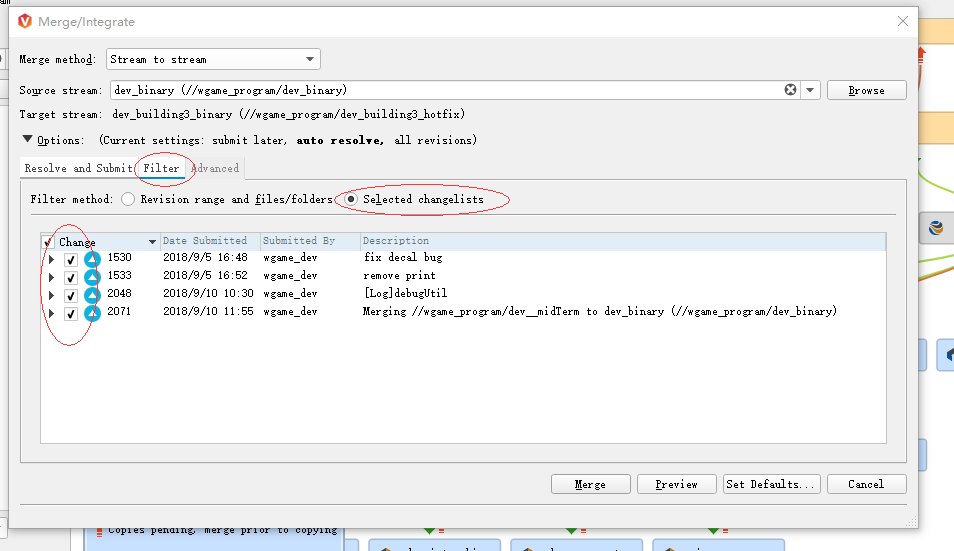 Merge/Integrate
Merge method: Stream to stream
Source stream: dev_binary (//wgame_program/dev_binary) Browse
Target stream: dev_building3_binary (//wgame_program/dev_building3_hotfix)
Options: (Current settings: submit later, auto resolve, all revisions)
Resolve and Submit Filter Advanced
Filter method: Revision range and files/folders Selected changelists
Change Date Submitted Submitted By Description
1530 2018/9/5 16:48 wgame_dev fix decal bug
1533 2018/9/5 16:52 wgame_dev remove print
2048 2018/9/10 10:30 wgame_dev [Log]debugUtil
2071 2018/9/10 11:55 wgame_dev Merging //wgame_program/dev__midTerm to dev_binary (//wgame_program/dev_binary)
Merge Preview Set Defaults... Cancel
Copies pending, merge prior to copying